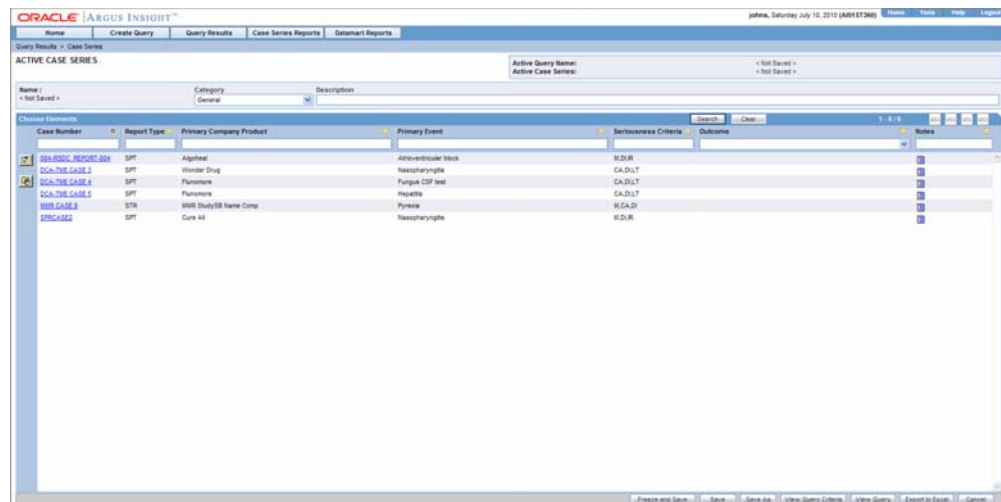 ORACLE ARGUS INSIGHT™
johns, Saturday July 10, 2010 (AI51ST360) Home Tools Help Logout
Home Create Query Query Results Case Series Reports Datamart Reports
Query Results > Case Series
ACTIVE CASE SERIES
Active Query Name: < Not Saved >
Active Case Series: < Not Saved >
Name : Category Description
< Not Saved > General
Choose Elements Search Clear 1 - 6 / 6
Case Number Report Type Primary Company Product Primary Event Seriousness Criteria Outcome Notes
004-RSDC_REPORT-004 SPT Algoheal Atrioventricular block
DCA-TME CASE 3 SPT Wonder Drug Nasopharyngitis CA,DI,LT
DCA-TME CASE 4 SPT Flunomore Fungus CSF test CA,DI,LT
DCA-TME CASE 5 SPT Flunomore Hepatitis CA,DI,LT
MMR CASE 9 STR MMR StudySB Name Comp Pyrexia M,CA,DI
SPRCASE2 SPT Cure All Nasopharyngitis
Freeze and Save Save Save As View Query Criteria View Query Export to Excel Cancel